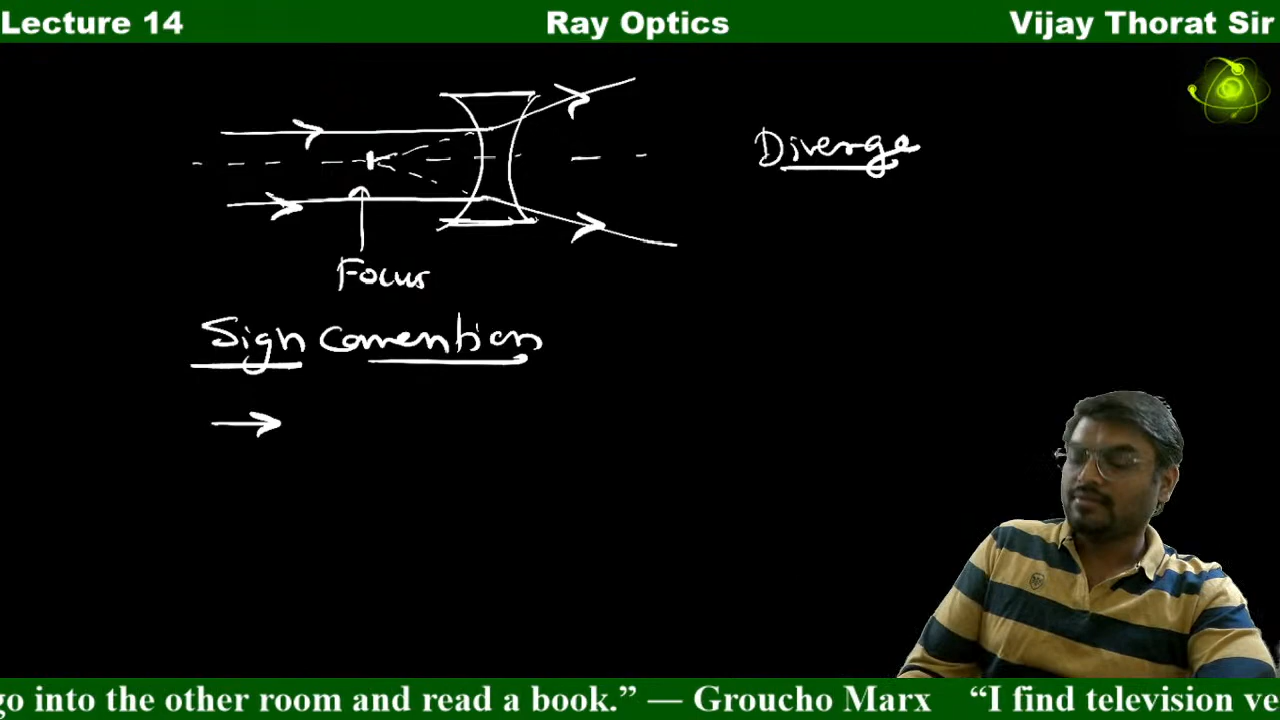 Lecture 14 Ray Optics Vijay Thorat Sir
Diverge
Focus
Sign Convention
go into the other room and read a book.” — Groucho Marx “I find television ve